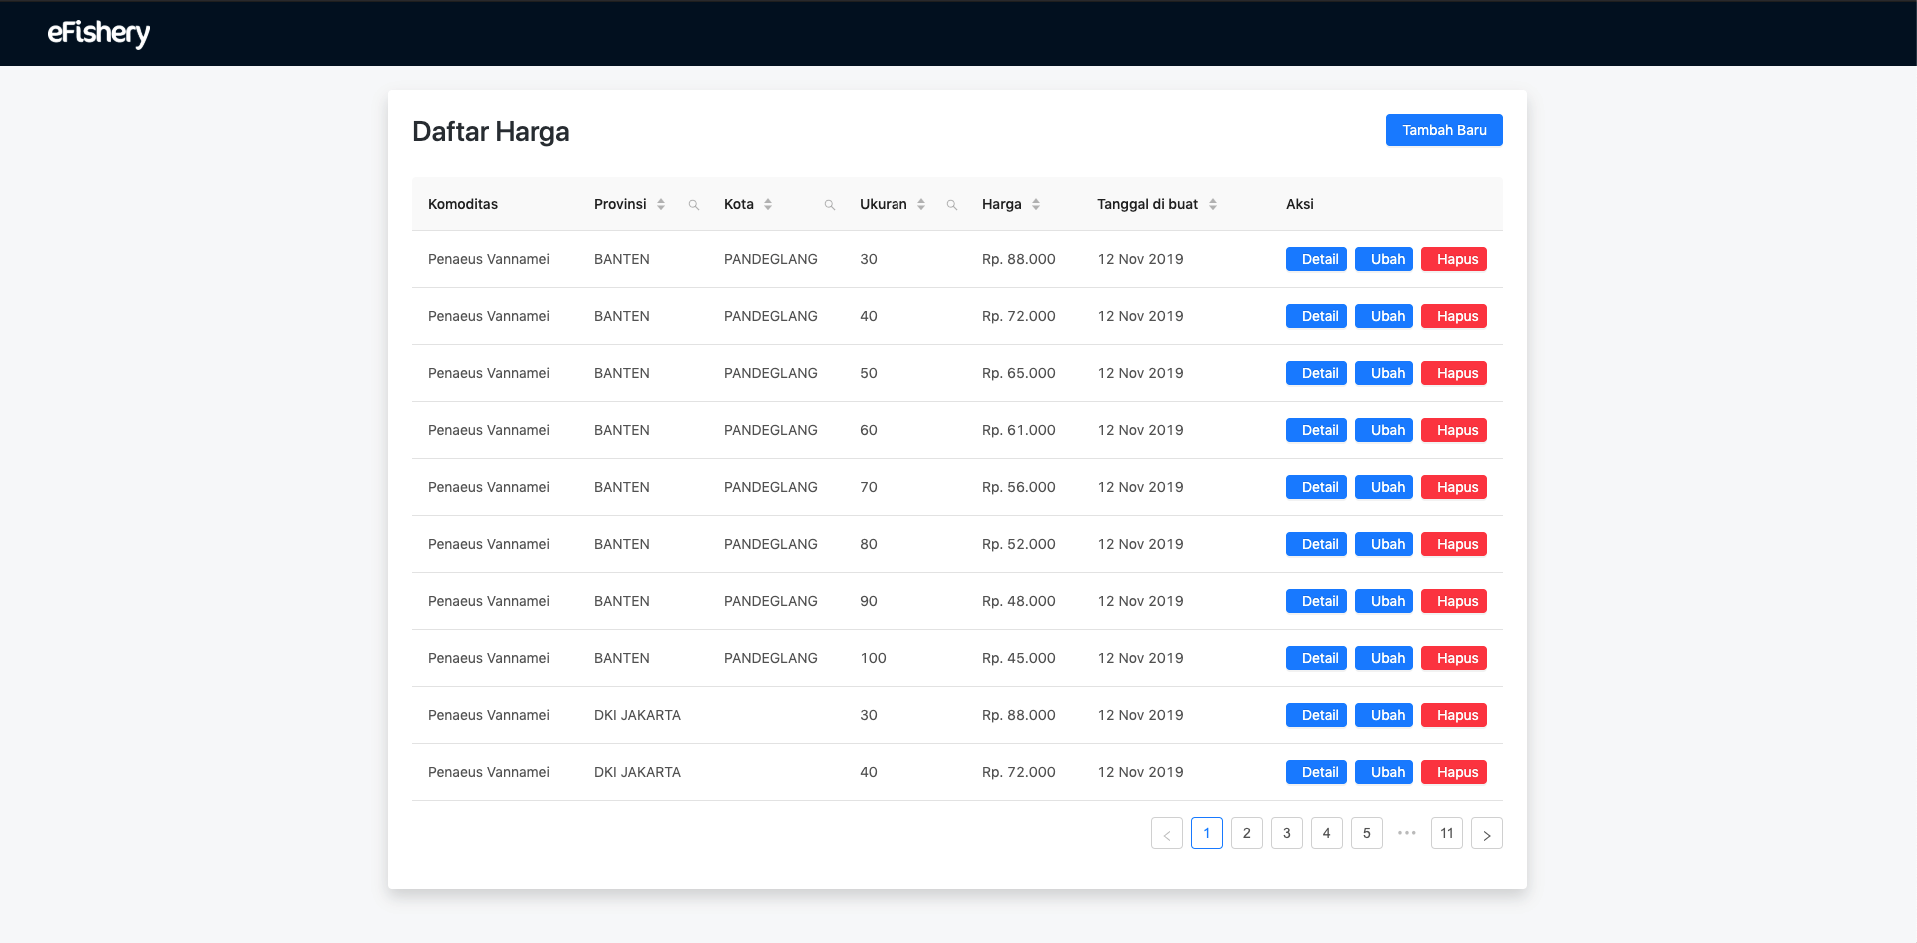 eFishery
Daftar Harga
Tambah Baru
Komoditas Provinsi Kota Ukuran Harga Tanggal di buat Aksi
Penaeus Vannamei BANTEN PANDEGLANG 30 Rp. 88.000 12 Nov 2019 Detail Ubah Hapus
Penaeus Vannamei BANTEN PANDEGLANG 40 Rp. 72.000 12 Nov 2019 Detail Ubah Hapus
Penaeus Vannamei BANTEN PANDEGLANG 50 Rp. 65.000 12 Nov 2019 Detail Ubah Hapus
Penaeus Vannamei BANTEN PANDEGLANG 60 Rp. 61.000 12 Nov 2019 Detail Ubah Hapus
Penaeus Vannamei BANTEN PANDEGLANG 70 Rp. 56.000 12 Nov 2019 Detail Ubah Hapus
Penaeus Vannamei BANTEN PANDEGLANG 80 Rp. 52.000 12 Nov 2019 Detail Ubah Hapus
Penaeus Vannamei BANTEN PANDEGLANG 90 Rp. 48.000 12 Nov 2019 Detail Ubah Hapus
Penaeus Vannamei BANTEN PANDEGLANG 100 Rp. 45.000 12 Nov 2019 Detail Ubah Hapus
Penaeus Vannamei DKI JAKARTA 30 Rp. 88.000 12 Nov 2019 Detail Ubah Hapus
Penaeus Vannamei DKI JAKARTA 40 Rp. 72.000 12 Nov 2019 Detail Ubah Hapus
< 1 2 3 4 5 ••• 11 >